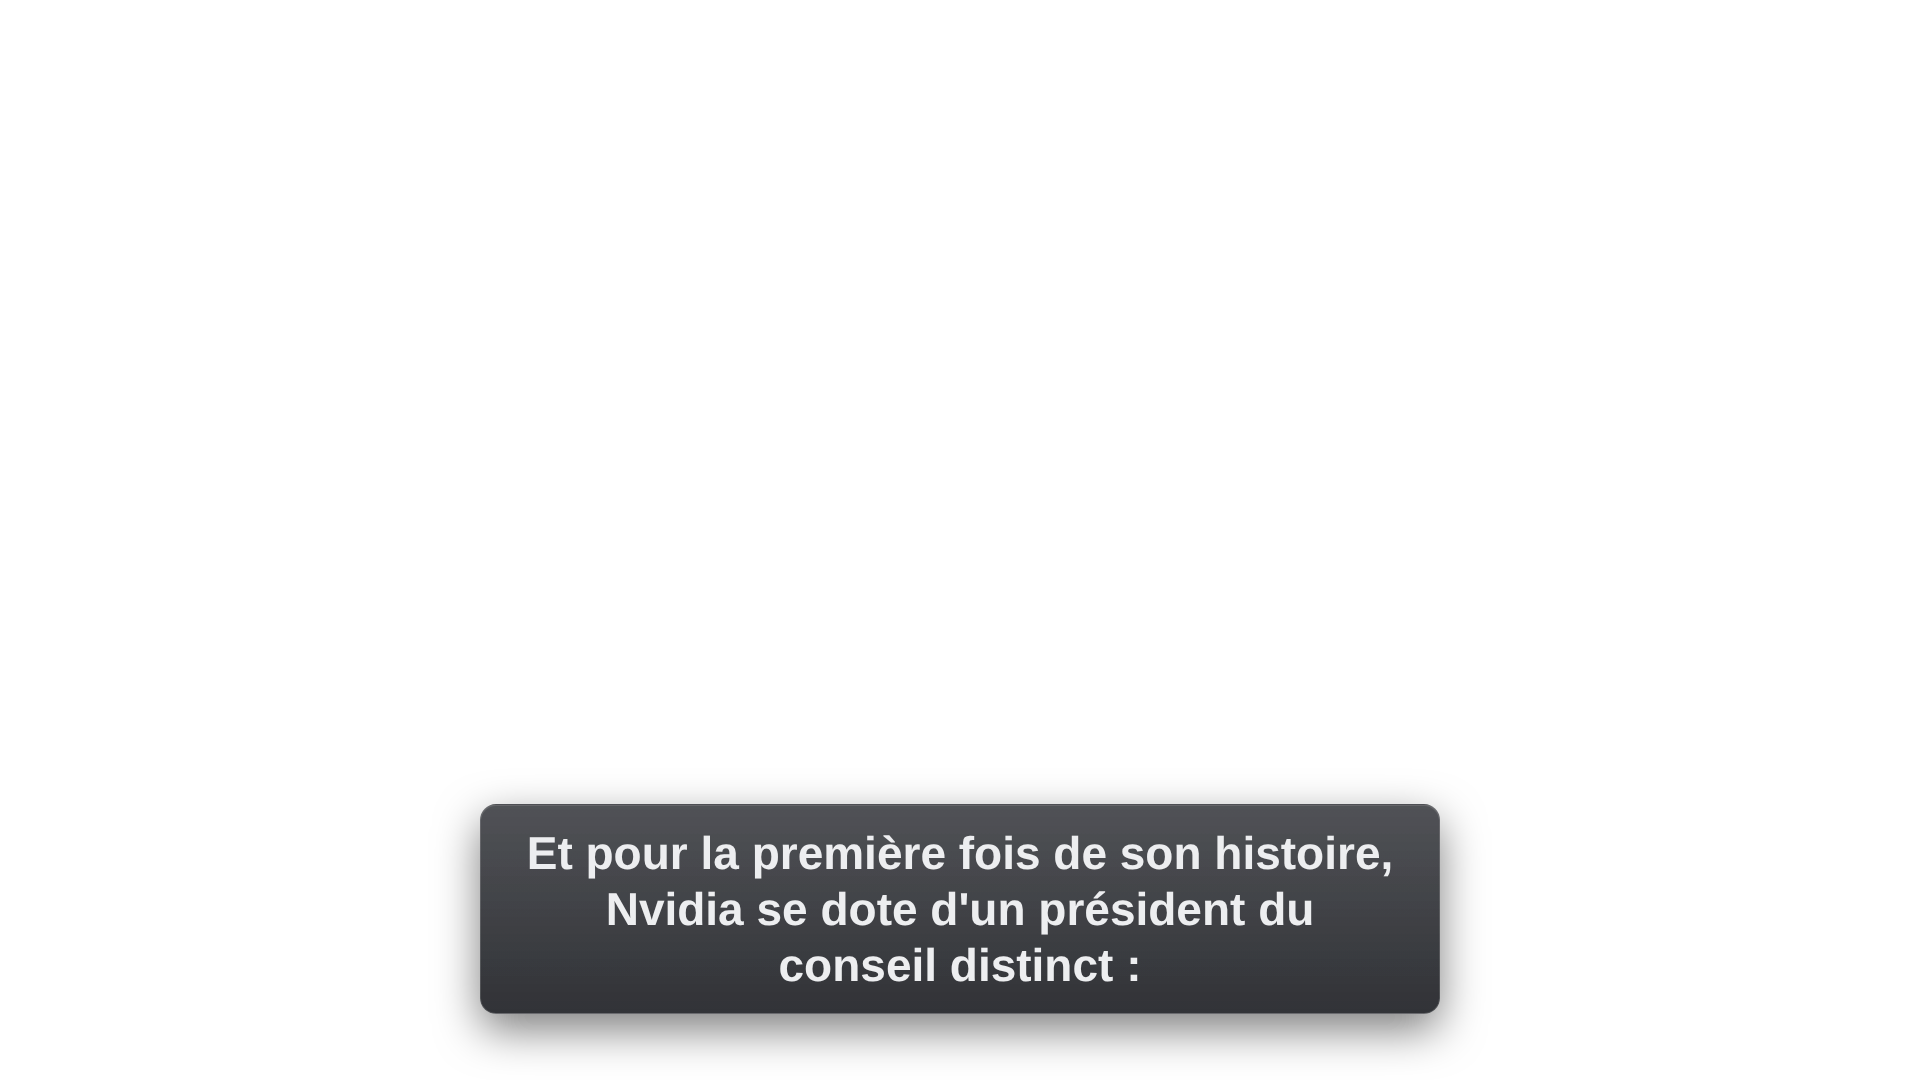 Et pour la première fois de son histoire,
Nvidia se dote d'un président du
conseil distinct :